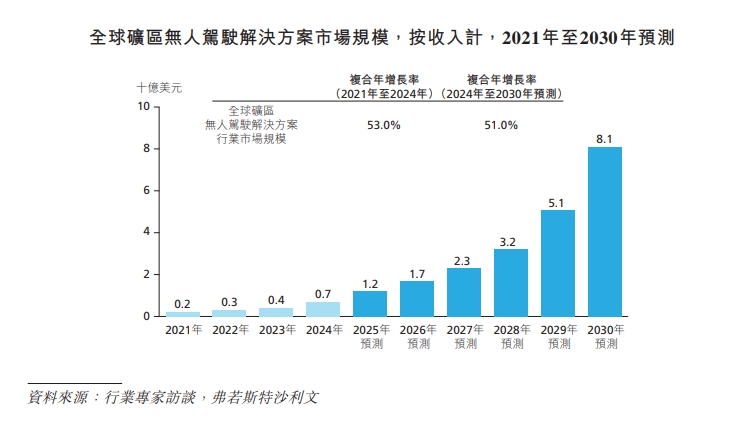 全球礦區無人駕駛解決方案市場規模，按收入計，2021年至2030年預測
十億美元
複合年增長率 複合年增長率
（2021年至2024年）（2024年至2030年預測）
全球礦區
無人駕駛解決方案
行業市場規模
53.0% 51.0%
10
8
6
4
2
0
0.2 0.3 0.4 0.7 1.2 1.7 2.3 3.2 5.1 8.1
2021年 2022年 2023年 2024年 2025年 2026年 2027年 2028年 2029年 2030年
預測 預測 預測 預測 預測 預測
資料來源：行業專家訪談，弗若斯特沙利文